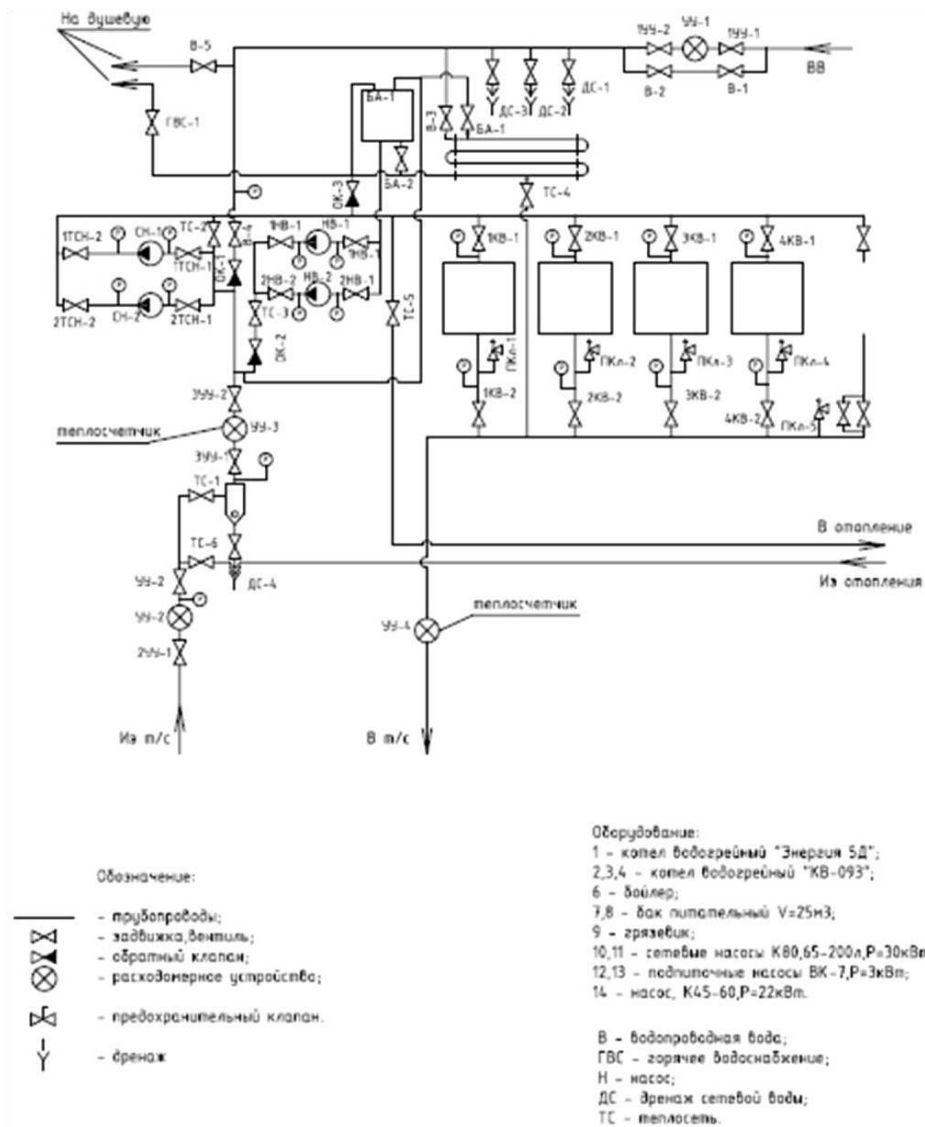 На душевую
В-5
1УУ-2
УУ-1
1УУ-1
ВВ
В-2
В-1
БА-1
ДС-1
ДС-3
ДС-2
ГВС-1
В-3
БА-1
БА-2
ОК-3
ТС-4
1ТСН-2
СН-1
ТС-2
В-4
1НВ-1
НВ-1
1НВ-1
1КВ-1
2КВ-1
3КВ-1
4КВ-1
1ТСН-1
ОК-1
2НВ-2
НВ-2
2НВ-1
2ТСН-2
СН-2
2ТСН-1
ТС-3
ТС-5
ОК-2
ПКл-1
ПКл-2
ПКл-3
ПКл-4
3УУ-2
1КВ-2
2КВ-2
3КВ-2
4КВ-2
ПКл-5
теплосчетчик
УУ-3
3УУ-1
ТС-1
В отопление
ТС-6
Из отопления
УУ-2
ДС-4
УУ-2
теплосчетчик
УУ-4
2УУ-1
Из т/с
В т/с
Обозначение:
- трубопроводы;
- задвижка,вентиль;
- обратный клапан;
- расходомерное устройство;
- предохранительный клапан.
- дренаж
Оборудование:
1 - котел водогрейный "Энергия 5Д";
2,3,4 - котел водогрейный "КВ-093";
6 - бойлер;
7,8 - бак питательный V=25м3;
9 - грязевик;
10,11 - сетевые насосы К80,65-200л,Р=30кВт
12,13 - подпиточные насосы ВК-7,Р=3кВт;
14 - насос, К45-60,Р=22кВт.
В - водопроводная вода;
ГВС - горячее водоснабжение;
Н - насос;
ДС - дренаж сетевой воды;
ТС - теплосеть.